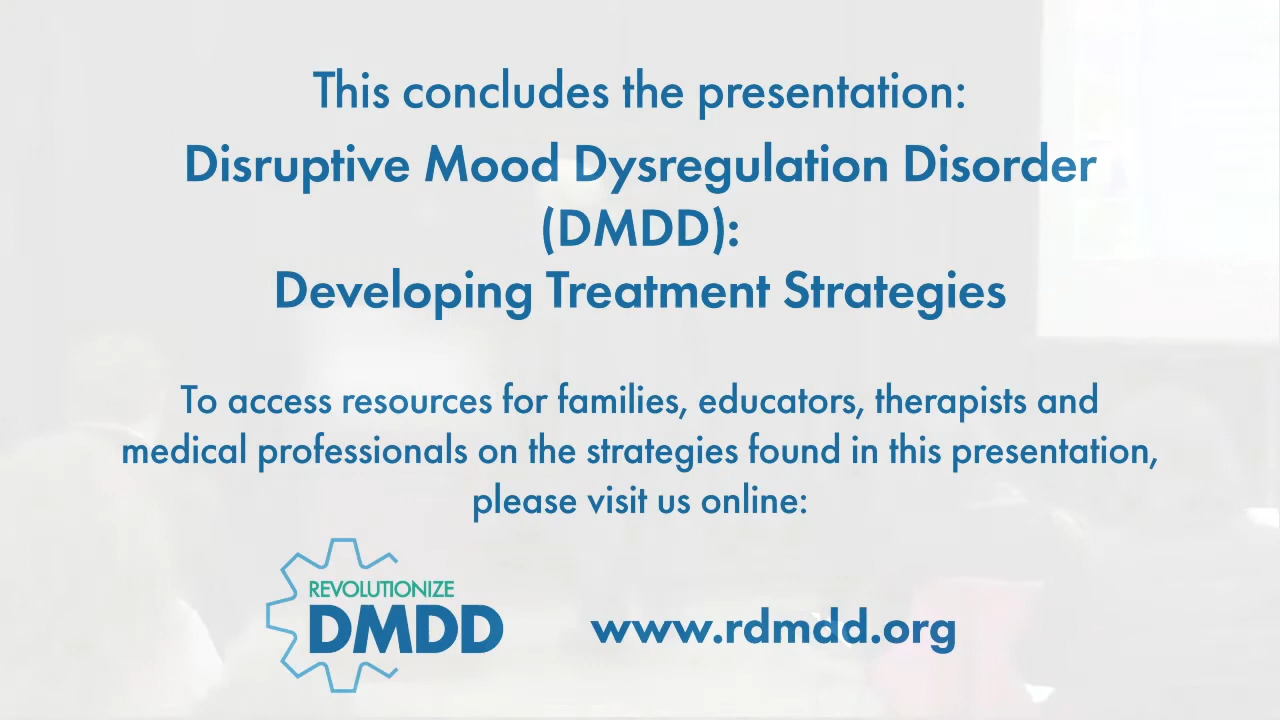 This concludes the presentation:
Disruptive Mood Dysregulation Disorder
(DMDD):
Developing Treatment Strategies
To access resources for families, educators, therapists and
medical professionals on the strategies found in this presentation,
please visit us online:
REVOLUTIONIZE
DMDD
www.rdmdd.org